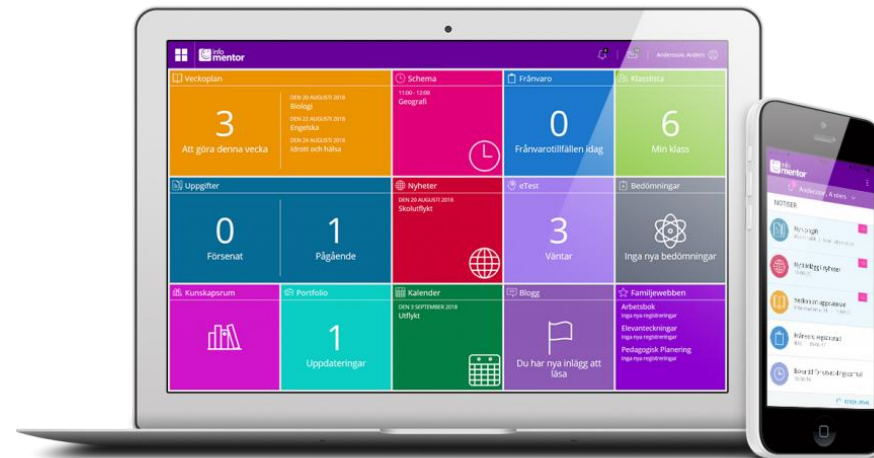 info
mentor
Andersson, Anders
Veckoplan
3
Att göra denna vecka
DEN 20 AUGUSTI 2018
Biologi
DEN 22 AUGUSTI 2018
Engelska
DEN 24 AUGUSTI 2018
Idrott och hälsa
Schema
11:00 - 12:00
Geografi
Frånvaro
0
Frånvarotillfällen idag
Klasslista
6
Min klass
Uppgifter
0
Försenat
1
Pågående
Nyheter
DEN 20 AUGUSTI 2018
Skolutflykt
eTest
3
Väntar
Bedömningar
Inga nya bedömningar
Kunskapsrum
Portfolio
1
Uppdateringar
Kalender
DEN 3 SEPTEMBER 2018
Utflykt
Blogg
Du har nya inlägg att
läsa
Familjewebben
Arbetsbok
Inga nya registreringar
Elevanteckningar
Inga nya registreringar
Pedagogisk Planering
Inga nya registreringar
info
mentor
Andersson, Anders
NOTISER
Ny uppgift